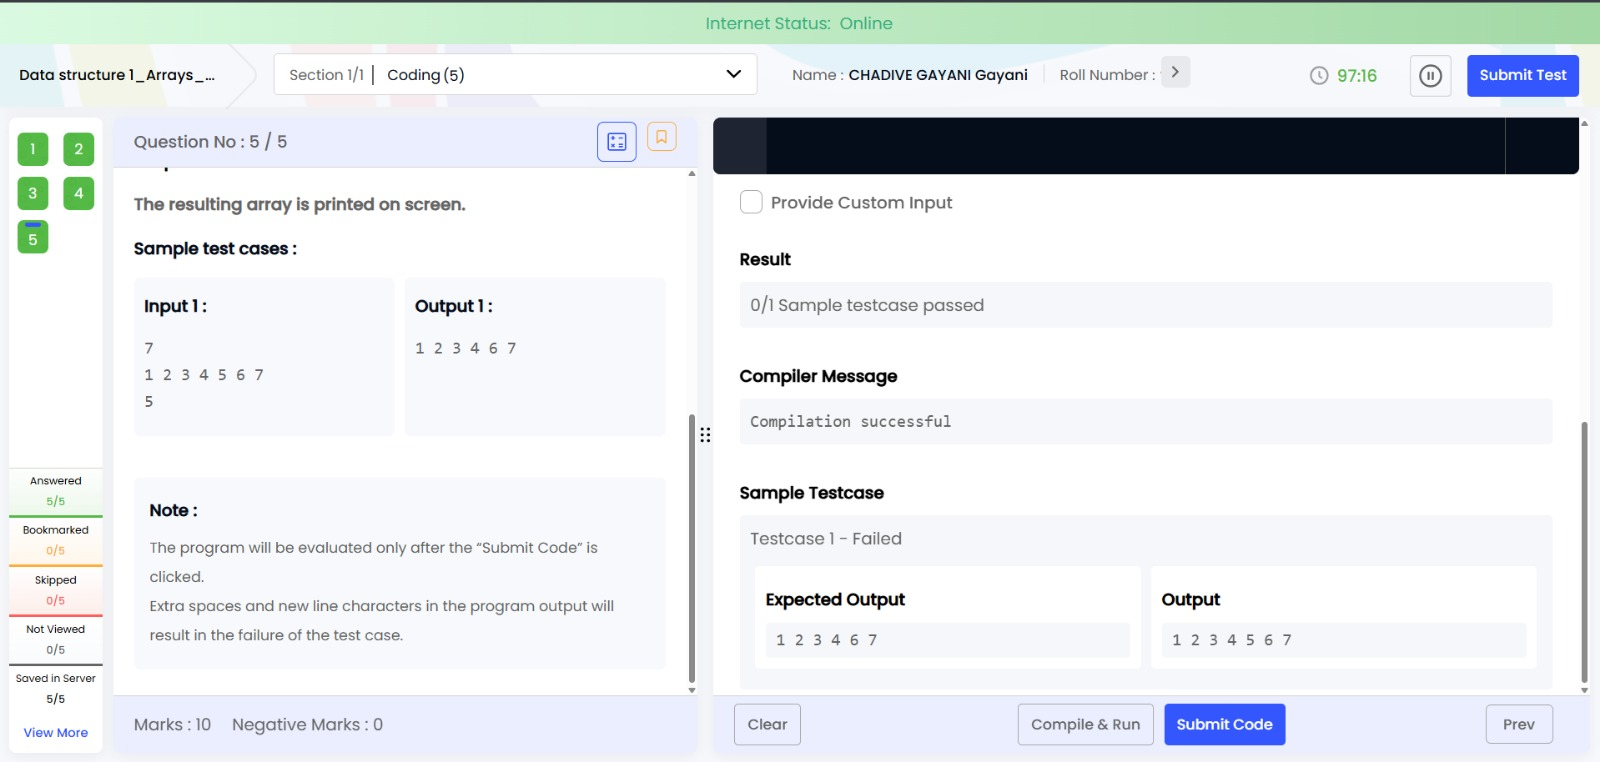 Internet Status: Online
Data structure 1_Arrays_...
Section 1/1 | Coding (5)
Name : CHADIVE GAYANI Gayani
Roll Number :
97:16
Submit Test
1 2
3 4
5
Answered
5/5
Bookmarked
0/5
Skipped
0/5
Not Viewed
0/5
Saved in Server
5/5
View More
Question No : 5 / 5
The resulting array is printed on screen.
Sample test cases :
Input 1 :
7
1 2 3 4 5 6 7
5
Output 1 :
1 2 3 4 6 7
Note :
The program will be evaluated only after the “Submit Code” is
clicked.
Extra spaces and new line characters in the program output will
result in the failure of the test case.
Marks : 10 Negative Marks : 0
Provide Custom Input
Result
0/1 Sample testcase passed
Compiler Message
Compilation successful
Sample Testcase
Testcase 1 - Failed
Expected Output
1 2 3 4 6 7
Output
1 2 3 4 5 6 7
Clear
Compile & Run
Submit Code
Prev